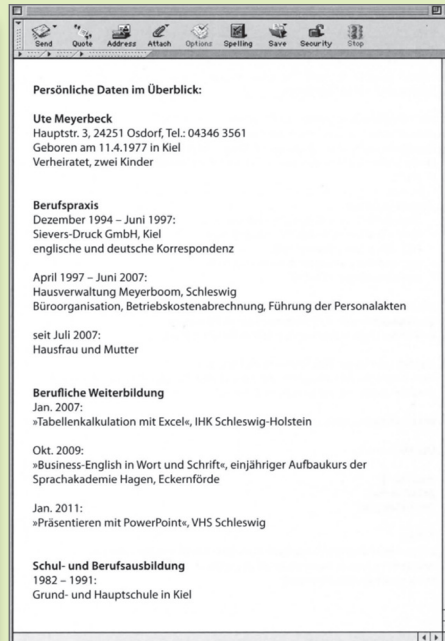 Send Quote Address Attach Options Spelling Save Security Stop
Persönliche Daten im Überblick:
Ute Meyerbeck
Hauptstr. 3, 24251 Osdorf, Tel.: 04346 3561
Geboren am 11.4.1977 in Kiel
Verheiratet, zwei Kinder
Berufspraxis
Dezember 1994 – Juni 1997:
Sievers-Druck GmbH, Kiel
englische und deutsche Korrespondenz
April 1997 – Juni 2007:
Hausverwaltung Meyerboom, Schleswig
Büroorganisation, Betriebskostenabrechnung, Führung der Personalakten
seit Juli 2007:
Hausfrau und Mutter
Berufliche Weiterbildung
Jan. 2007:
»Tabellenkalkulation mit Excel«, IHK Schleswig-Holstein
Okt. 2009:
»Business-English in Wort und Schrift«, einjähriger Aufbaukurs der
Sprachakademie Hagen, Eckernförde
Jan. 2011:
»Präsentieren mit PowerPoint«, VHS Schleswig
Schul- und Berufsausbildung
1982 – 1991:
Grund- und Hauptschule in Kiel